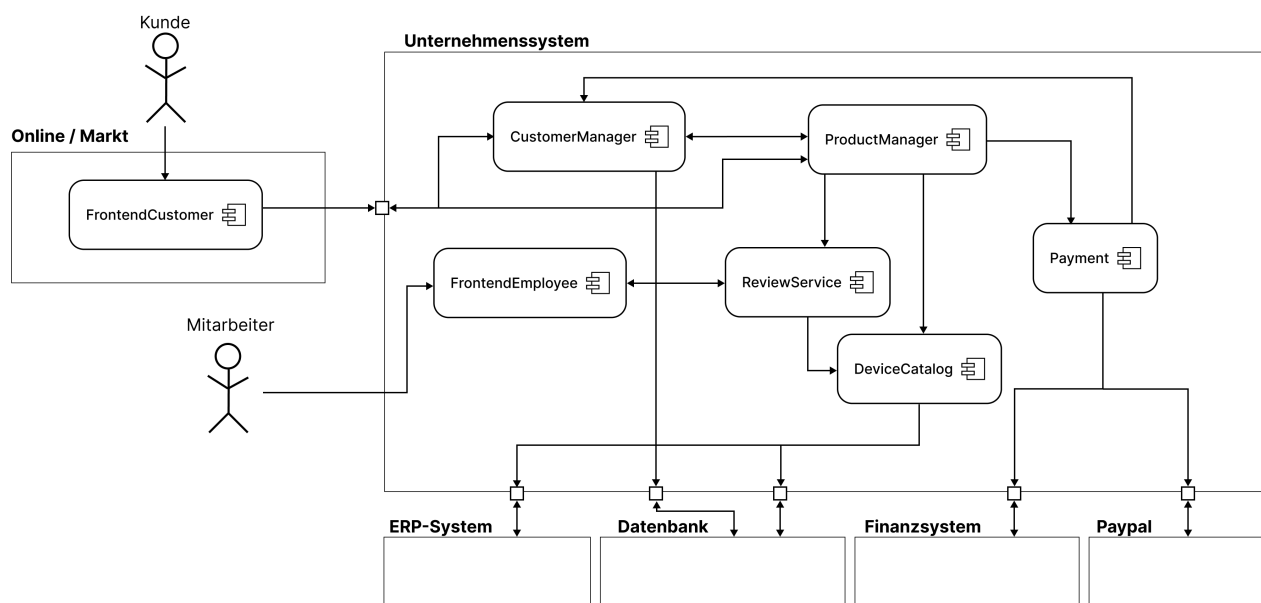 Kunde
Unternehmenssystem
Online / Markt
CustomerManager
ProductManager
FrontendCustomer
Payment
FrontendEmployee
ReviewService
Mitarbeiter
DeviceCatalog
ERP-System
Datenbank
Finanzsystem
Paypal